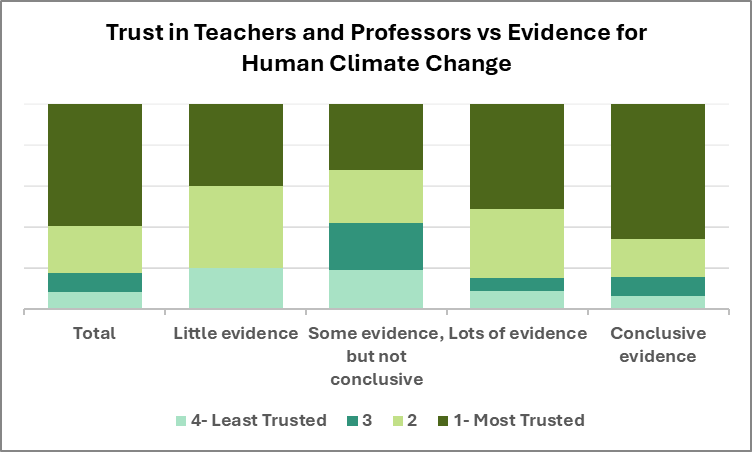 Trust in Teachers and Professors vs Evidence for
Human Climate Change
Total
Little evidence
Some evidence,
but not
conclusive
Lots of evidence
Conclusive
evidence
4- Least Trusted
3
2
1- Most Trusted